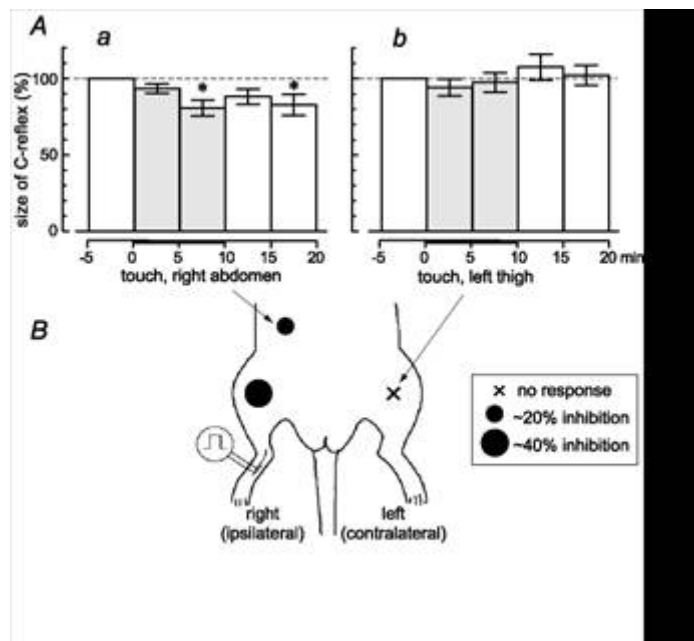 A
a
b
size of C-reflex (%)
100
50
0
*
*
-5 0 5 10 15 20
-5 0 5 10 15 20 min
touch, right abdomen
touch, left thigh
B
× no response
~20% inhibition
~40% inhibition
right
(ipsilateral)
left
(contralateral)